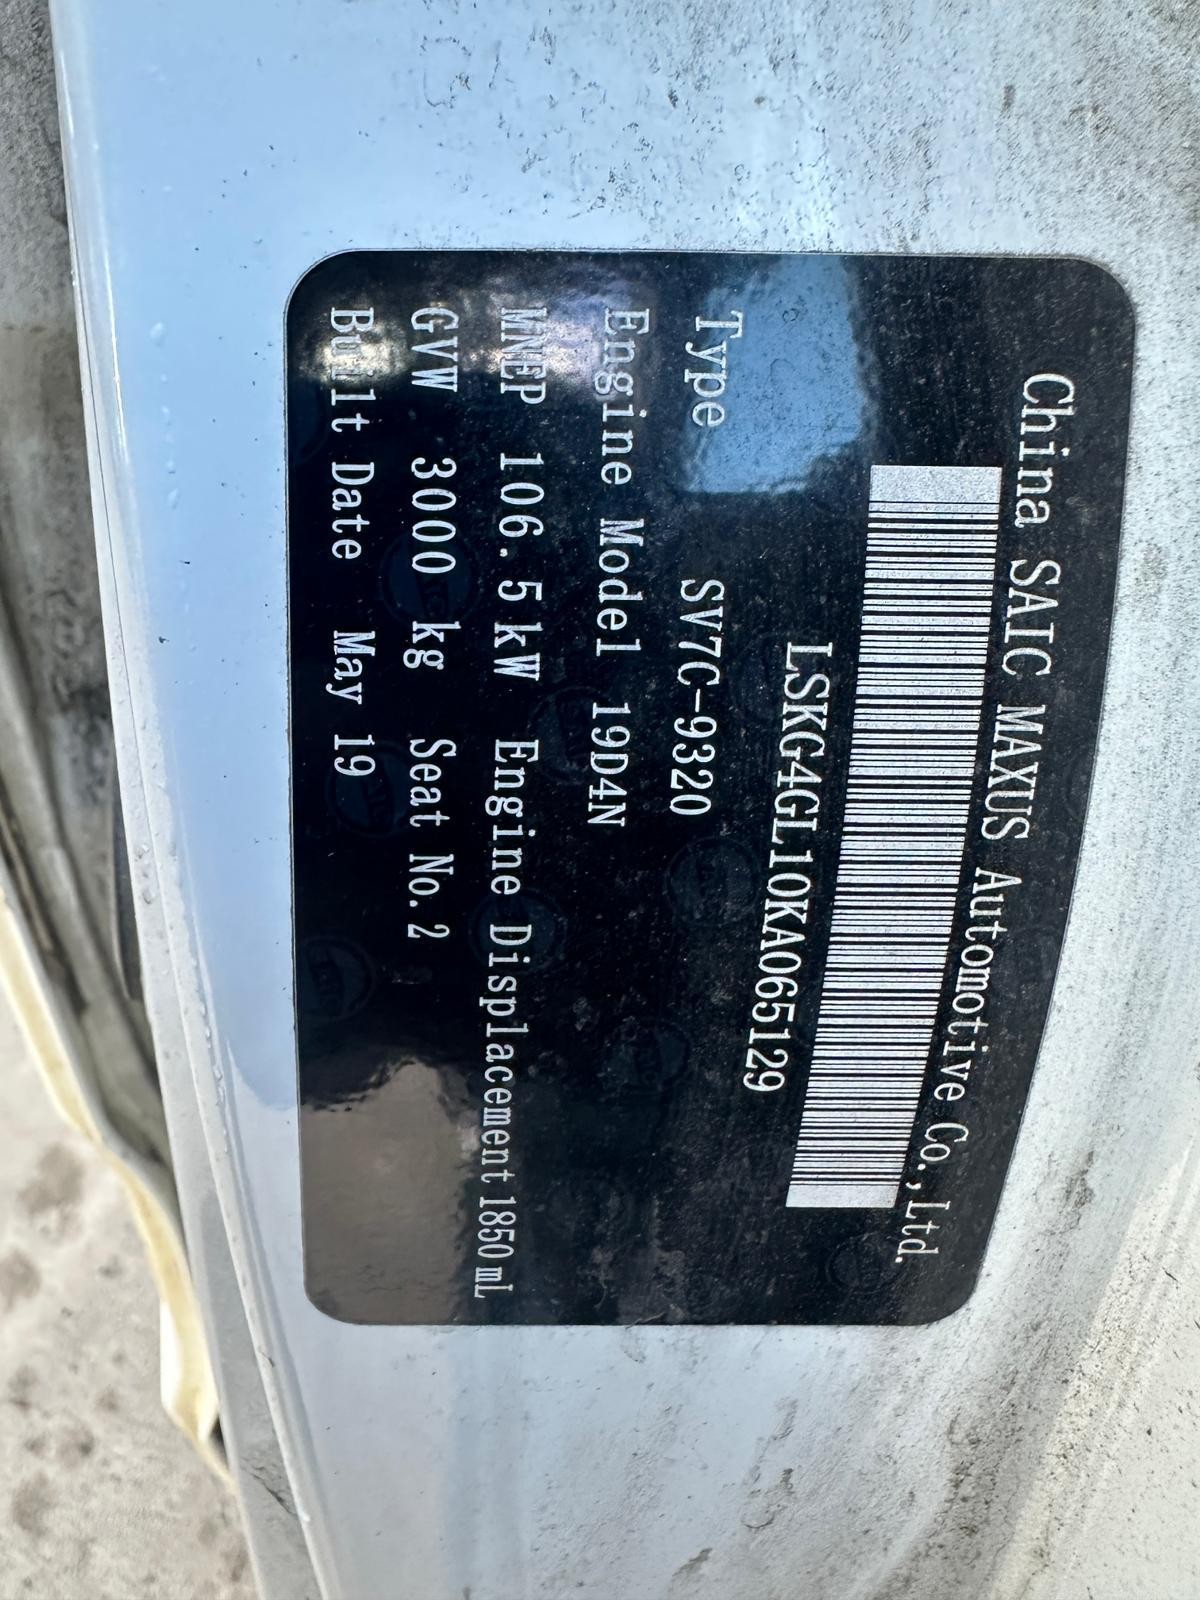 China SAIC MAXUS Automotive Co.,Ltd.
LSKG4GL10KA065129
Type SV7C-9320
Engine Model 19D4N
MNEP 106.5kW Engine Displacement 1850mL
GVW 3000 kg Seat No.2
Built Date May 19